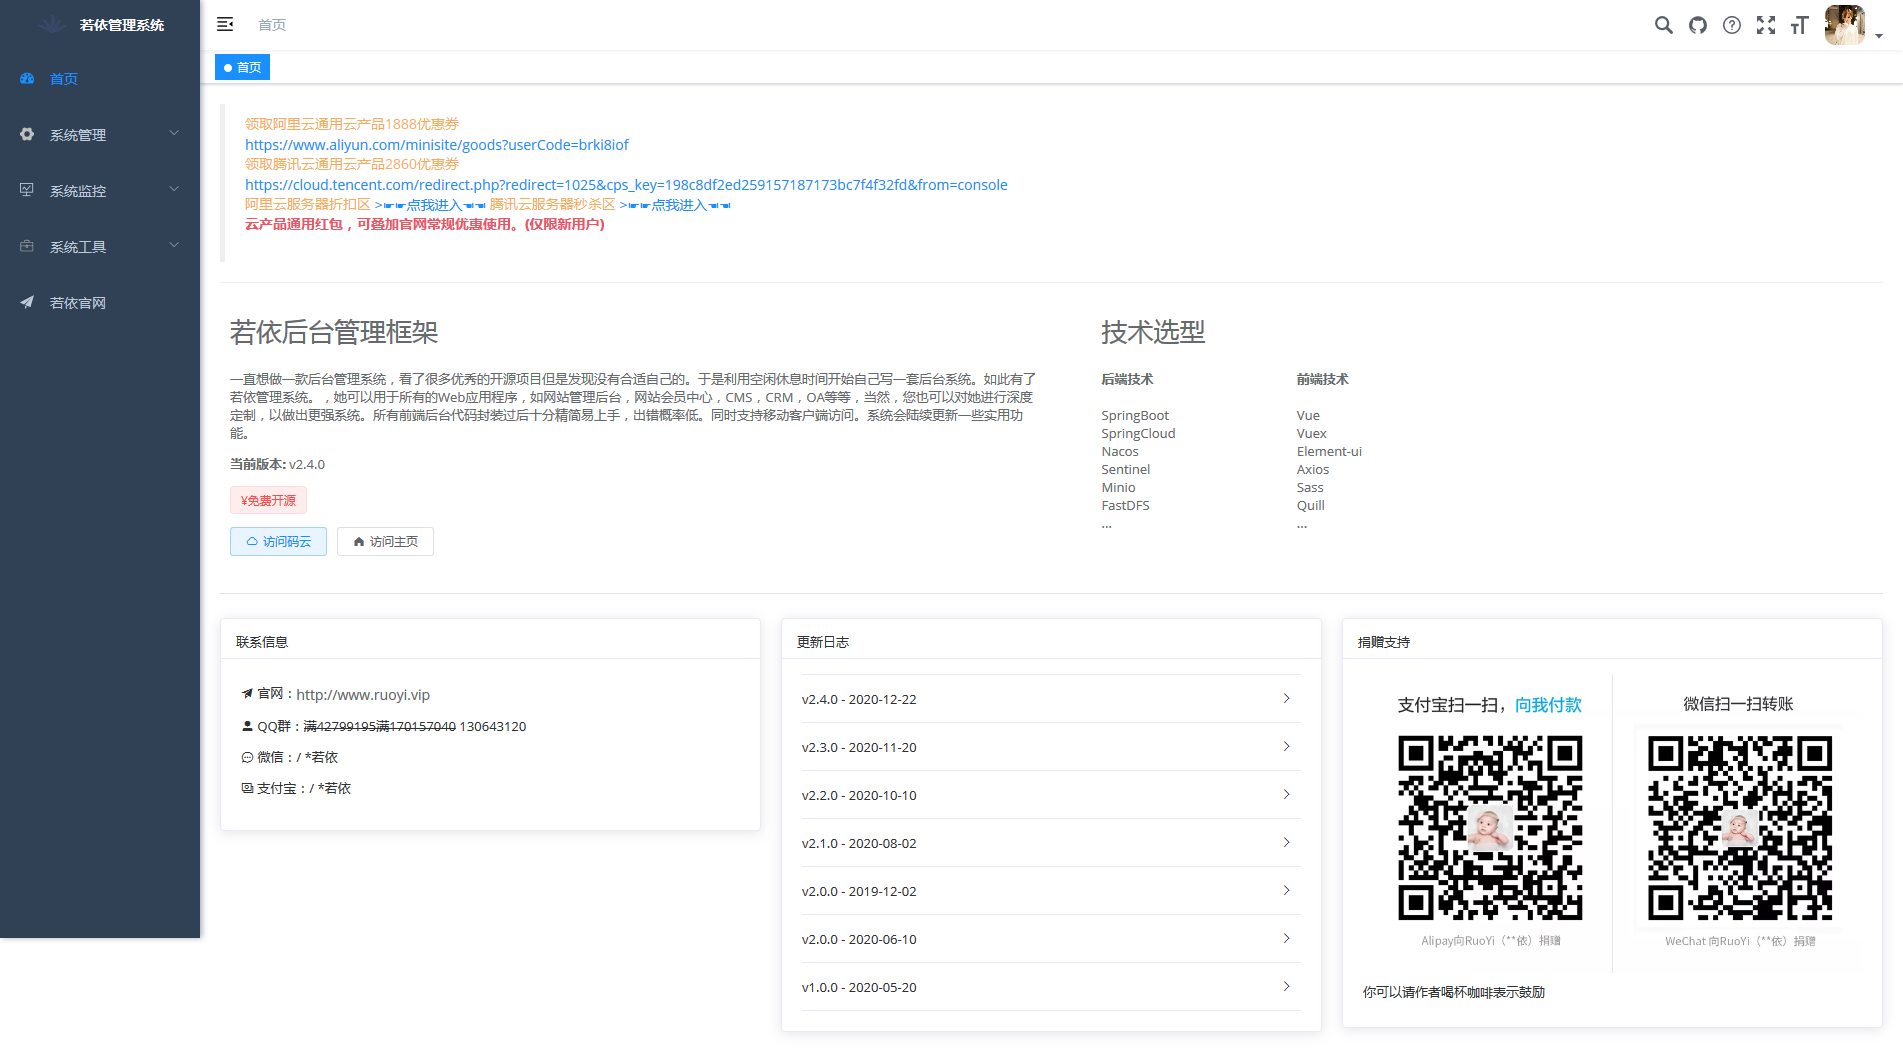 若依管理系统
首页
系统管理
系统监控
系统工具
若依官网
首页
首页
领取阿里云通用云产品1888优惠券
https://www.aliyun.com/minisite/goods?userCode=brki8iof
领取腾讯云通用云产品2860优惠券
https://cloud.tencent.com/redirect.php?redirect=1025&cps_key=198c8df2ed259157187173bc7f4f32fd&from=console
阿里云服务器折扣区 >☛☛点我进入☚☚ 腾讯云服务器秒杀区 >☛☛点我进入☚☚
云产品通用红包，可叠加官网常规优惠使用。(仅限新用户)
若依后台管理框架
一直想做一款后台管理系统，看了很多优秀的开源项目但是发现没有合适自己的。于是利用空闲休息时间开始自己写一套后台系统。如此有了
若依管理系统。，她可以用于所有的Web应用程序，如网站管理后台，网站会员中心，CMS，CRM，OA等等，当然，您也可以对她进行深度
定制，以做出更强系统。所有前端后台代码封装过后十分精简易上手，出错概率低。同时支持移动客户端访问。系统会陆续更新一些实用功
能。
当前版本: v2.4.0
¥免费开源
访问码云
访问主页
技术选型
后端技术
SpringBoot
SpringCloud
Nacos
Sentinel
Minio
FastDFS
...
前端技术
Vue
Vuex
Element-ui
Axios
Sass
Quill
...
联系信息
官网：http://www.ruoyi.vip
QQ群：满42799195满170157040 130643120
微信：/ *若依
支付宝：/ *若依
更新日志
v2.4.0 - 2020-12-22
v2.3.0 - 2020-11-20
v2.2.0 - 2020-10-10
v2.1.0 - 2020-08-02
v2.0.0 - 2019-12-02
v2.0.0 - 2020-06-10
v1.0.0 - 2020-05-20
捐赠支持
支付宝扫一扫，向我付款
Alipay向RuoYi（**依）捐赠
微信扫一扫转账
WeChat 向RuoYi（**依）捐赠
你可以请作者喝杯咖啡表示鼓励